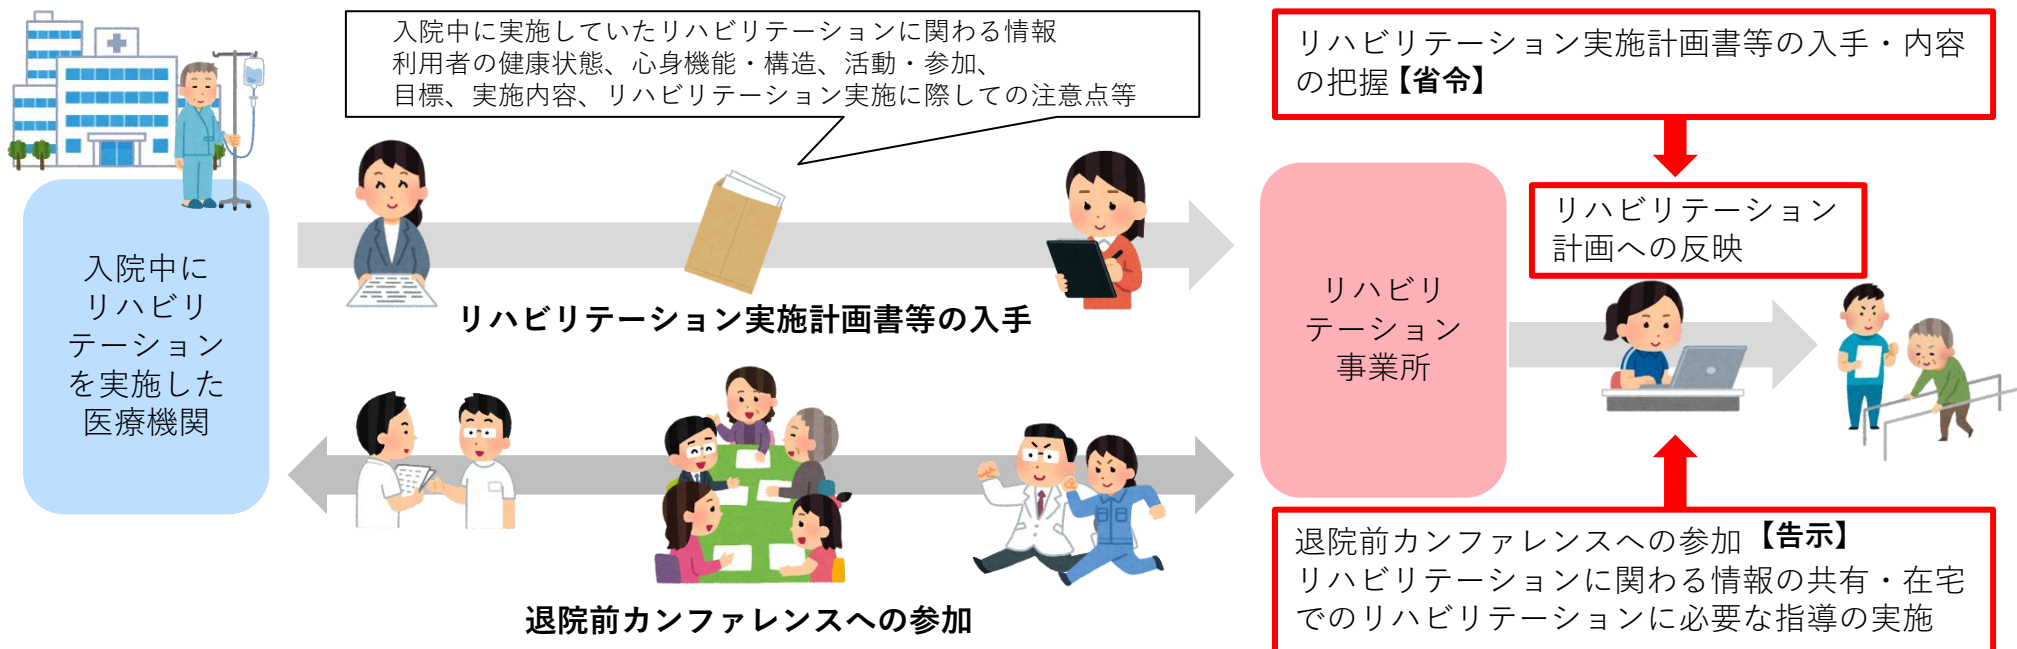 入院中に実施していたリハビリテーションに関わる情報
利用者の健康状態、心身機能・構造、活動・参加、
目標、実施内容、リハビリテーション実施に際しての注意点等
リハビリテーション実施計画書等の入手・内容
の把握【省令】
リハビリテーション
計画への反映
入院中に
リハビリ
テーション
を実施した
医療機関
リハビリテーション実施計画書等の入手
リハビリ
テーション
事業所
退院前カンファレンスへの参加
退院前カンファレンスへの参加【告示】
リハビリテーションに関わる情報の共有・在宅
でのリハビリテーションに必要な指導の実施